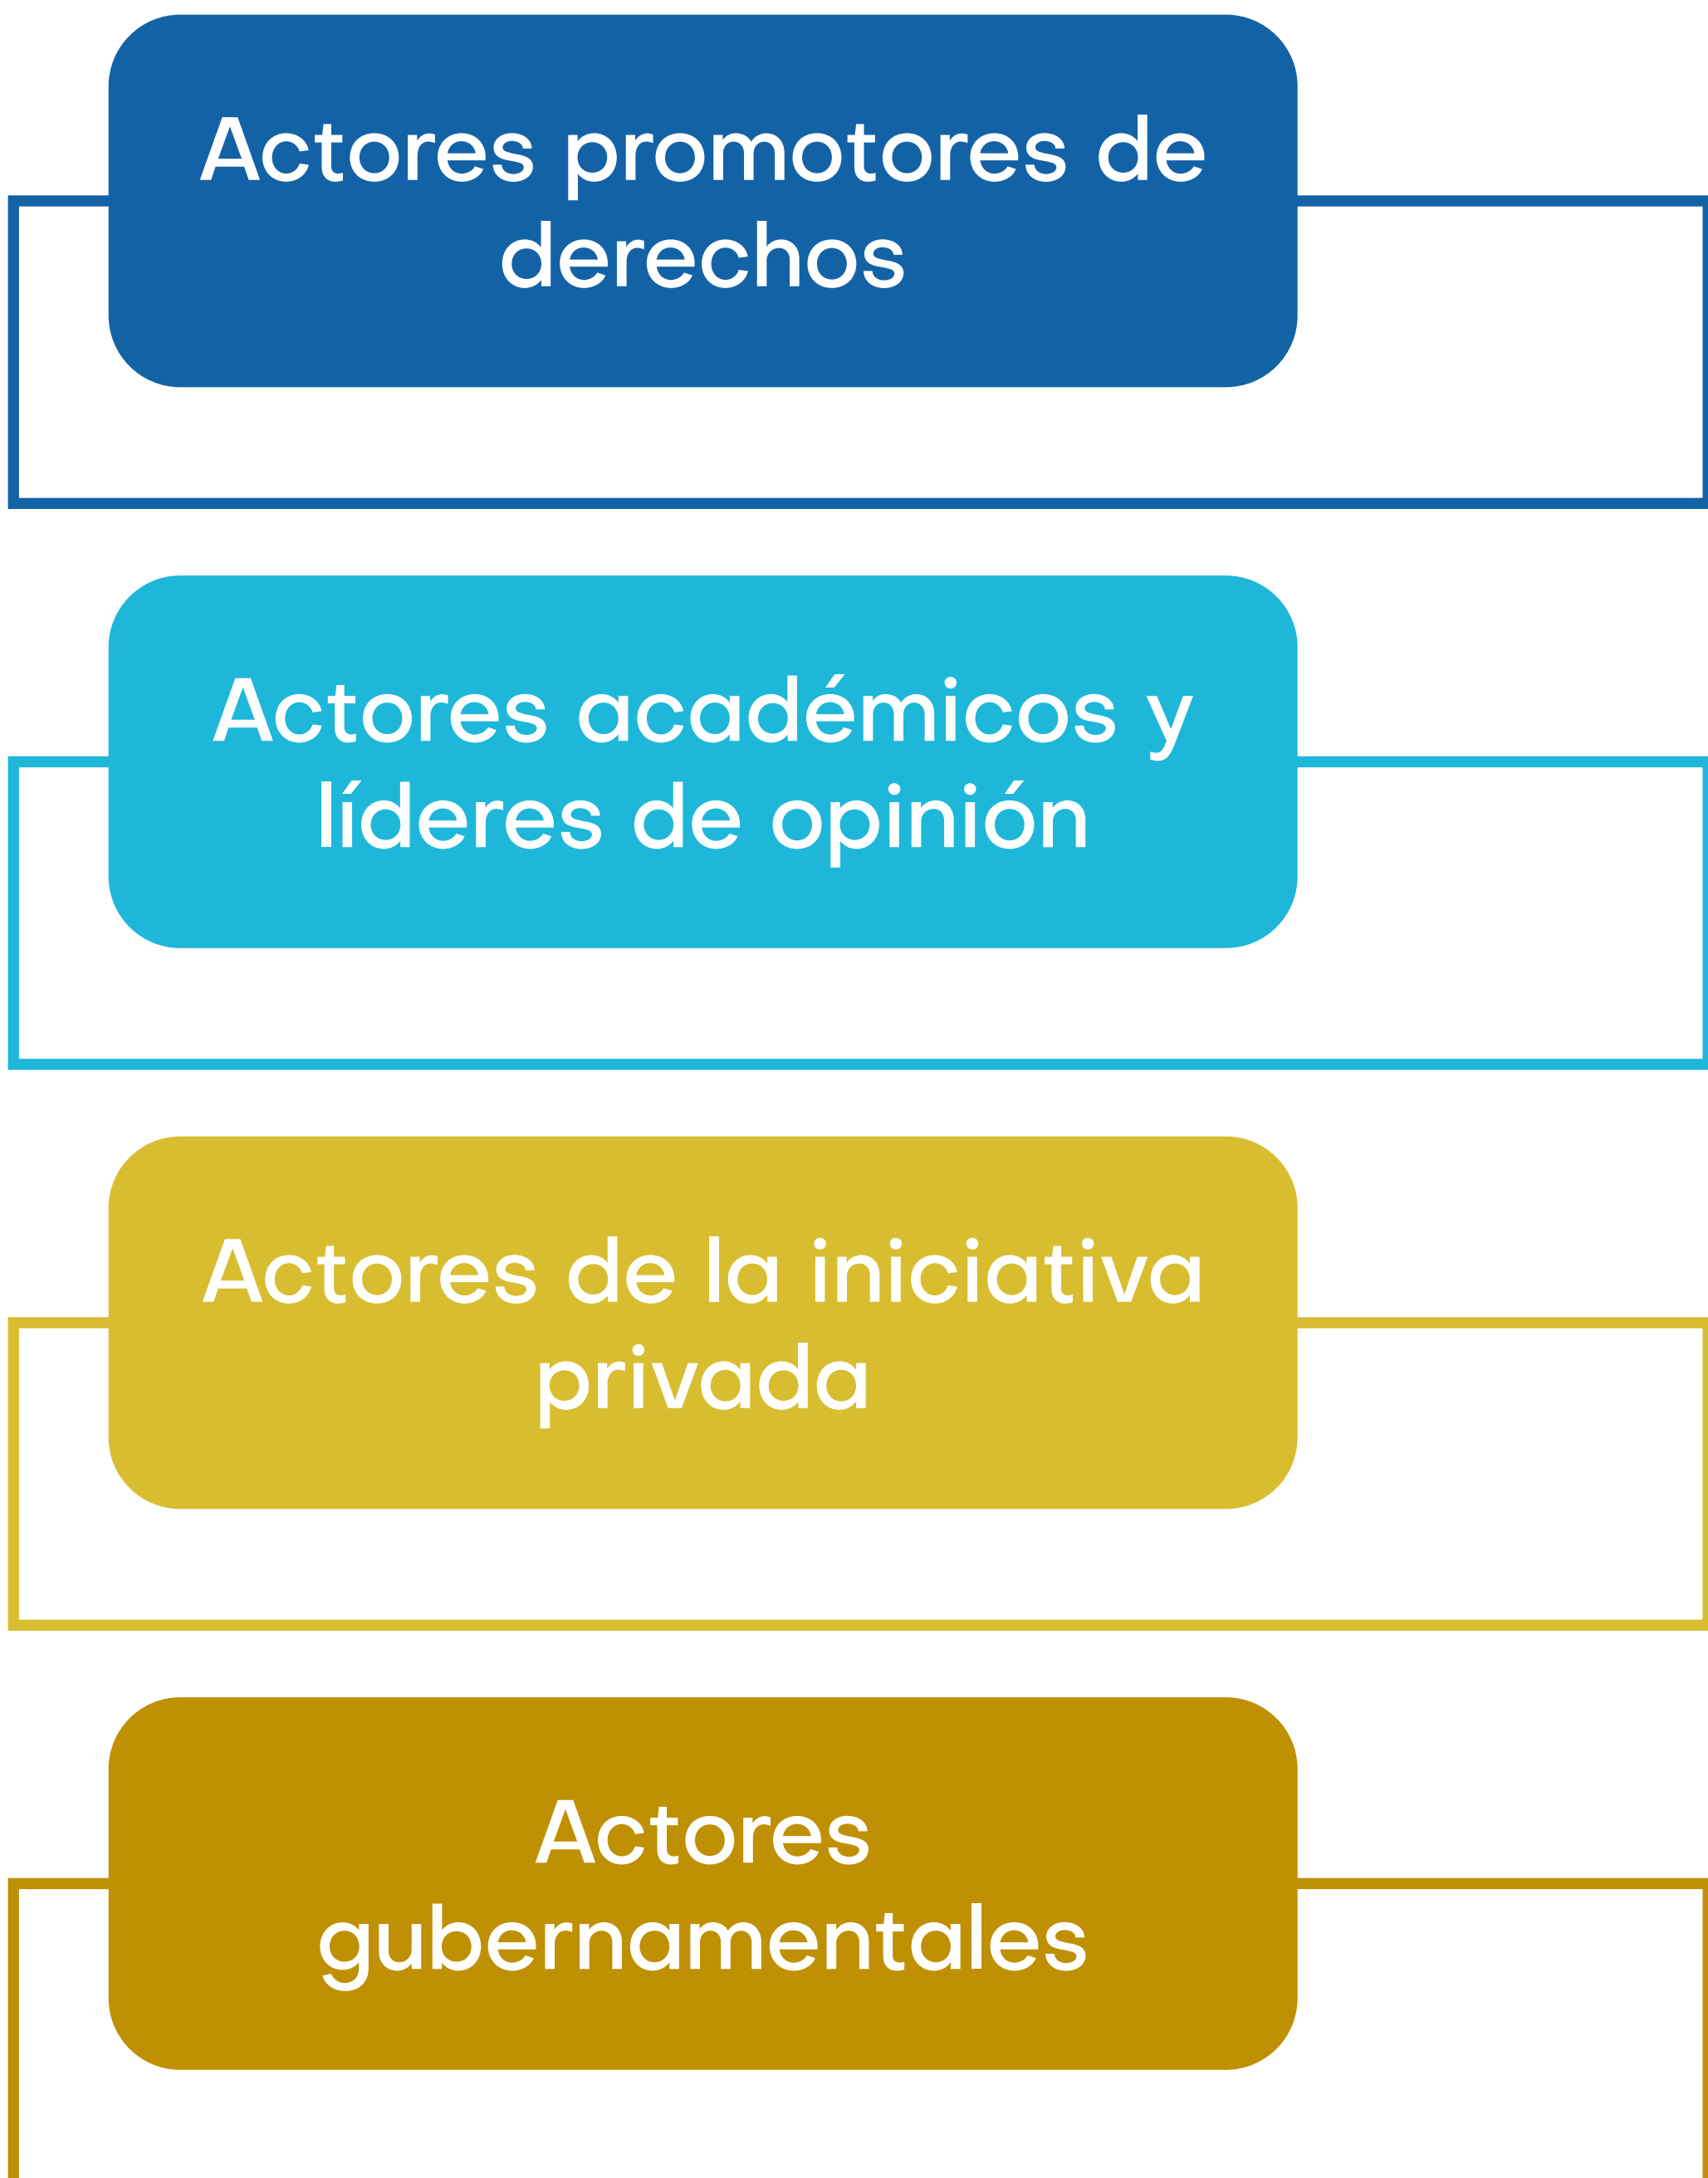 Actores promotores de
derechos
Actores académicos y
líderes de opinión
Actores de la iniciativa
privada
Actores
gubernamentales